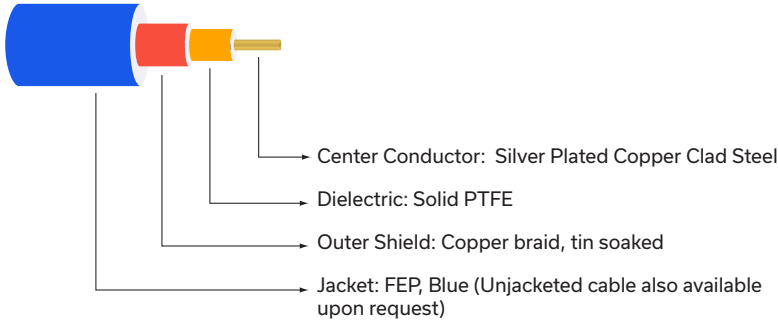 Center Conductor: Silver Plated Copper Clad Steel
Dielectric: Solid PTFE
Outer Shield: Copper braid, tin soaked
Jacket: FEP, Blue (Unjacketed cable also available
upon request)